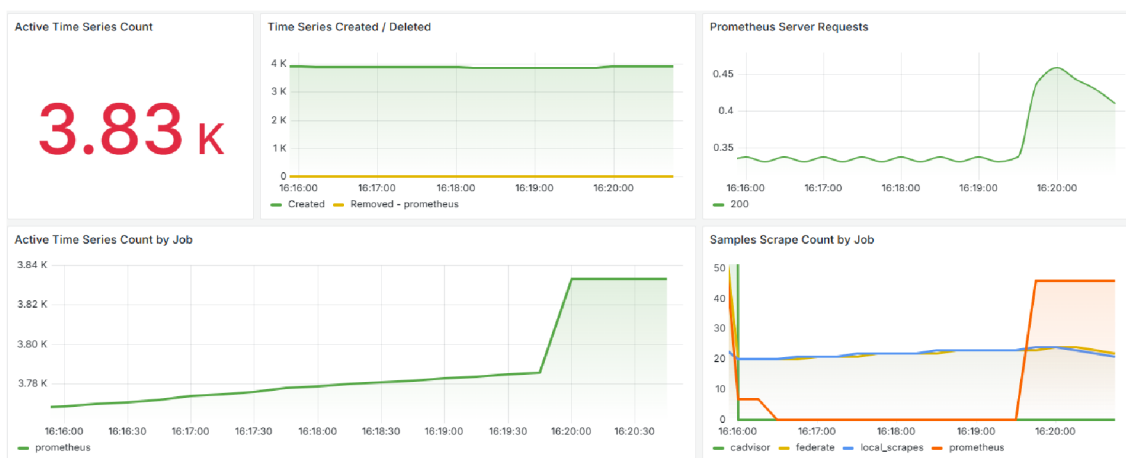 Active Time Series Count
3.83 K
Time Series Created / Deleted
4 K
3 K
2 K
1 K
0
16:16:00 16:17:00 16:18:00 16:19:00 16:20:00
Created Removed - prometheus
Prometheus Server Requests
0.45
0.4
0.35
16:16:00 16:17:00 16:18:00 16:19:00 16:20:00
200
Active Time Series Count by Job
3.84 K
3.82 K
3.80 K
3.78 K
16:16:00 16:16:30 16:17:00 16:17:30 16:18:00 16:18:30 16:19:00 16:19:30 16:20:00 16:20:30
prometheus
Samples Scrape Count by Job
50
40
30
20
10
0
16:16:00 16:17:00 16:18:00 16:19:00 16:20:00
cadvisor federate local_scrapes prometheus